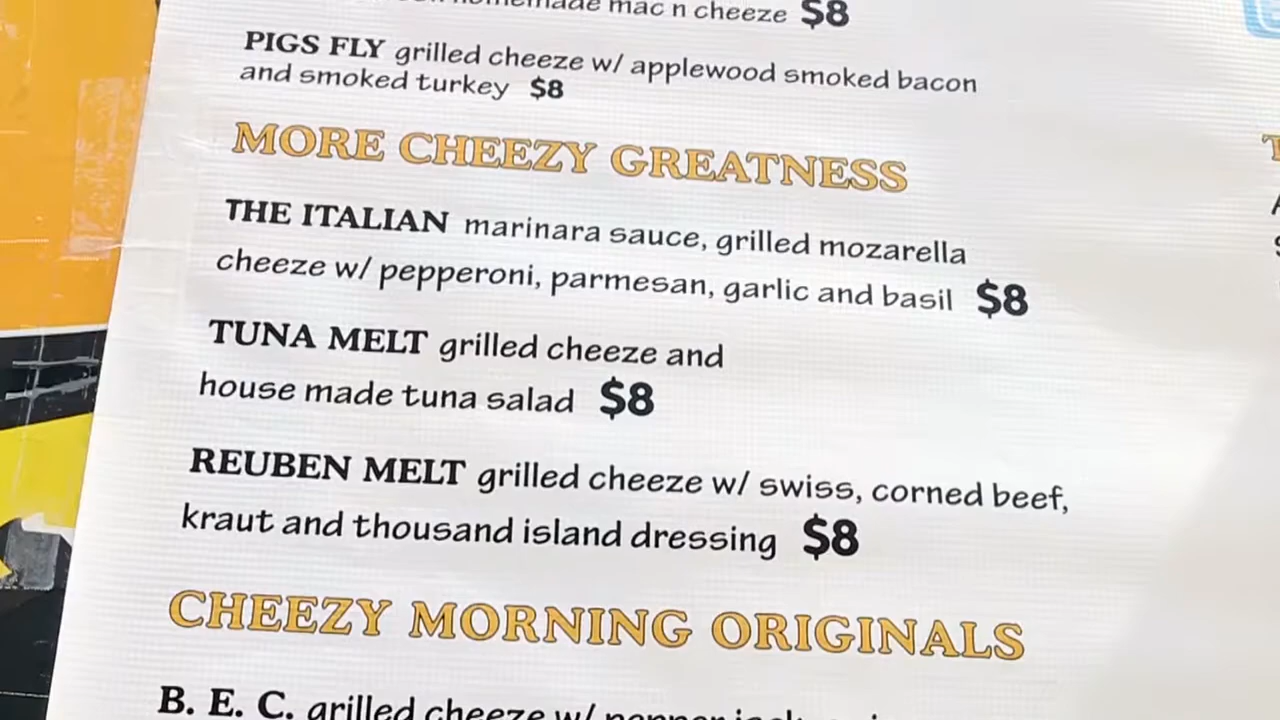 homemade mac n cheeze $8
PIGS FLY grilled cheeze w/ applewood smoked bacon
and smoked turkey $8
MORE CHEEZY GREATNESS
THE ITALIAN marinara sauce, grilled mozarella
cheeze w/ pepperoni, parmesan, garlic and basil $8
TUNA MELT grilled cheeze and
house made tuna salad $8
REUBEN MELT grilled cheeze w/ swiss, corned beef,
kraut and thousand island dressing $8
CHEEZY MORNING ORIGINALS
B. E. C. grilled cheeze w/ pepper jack